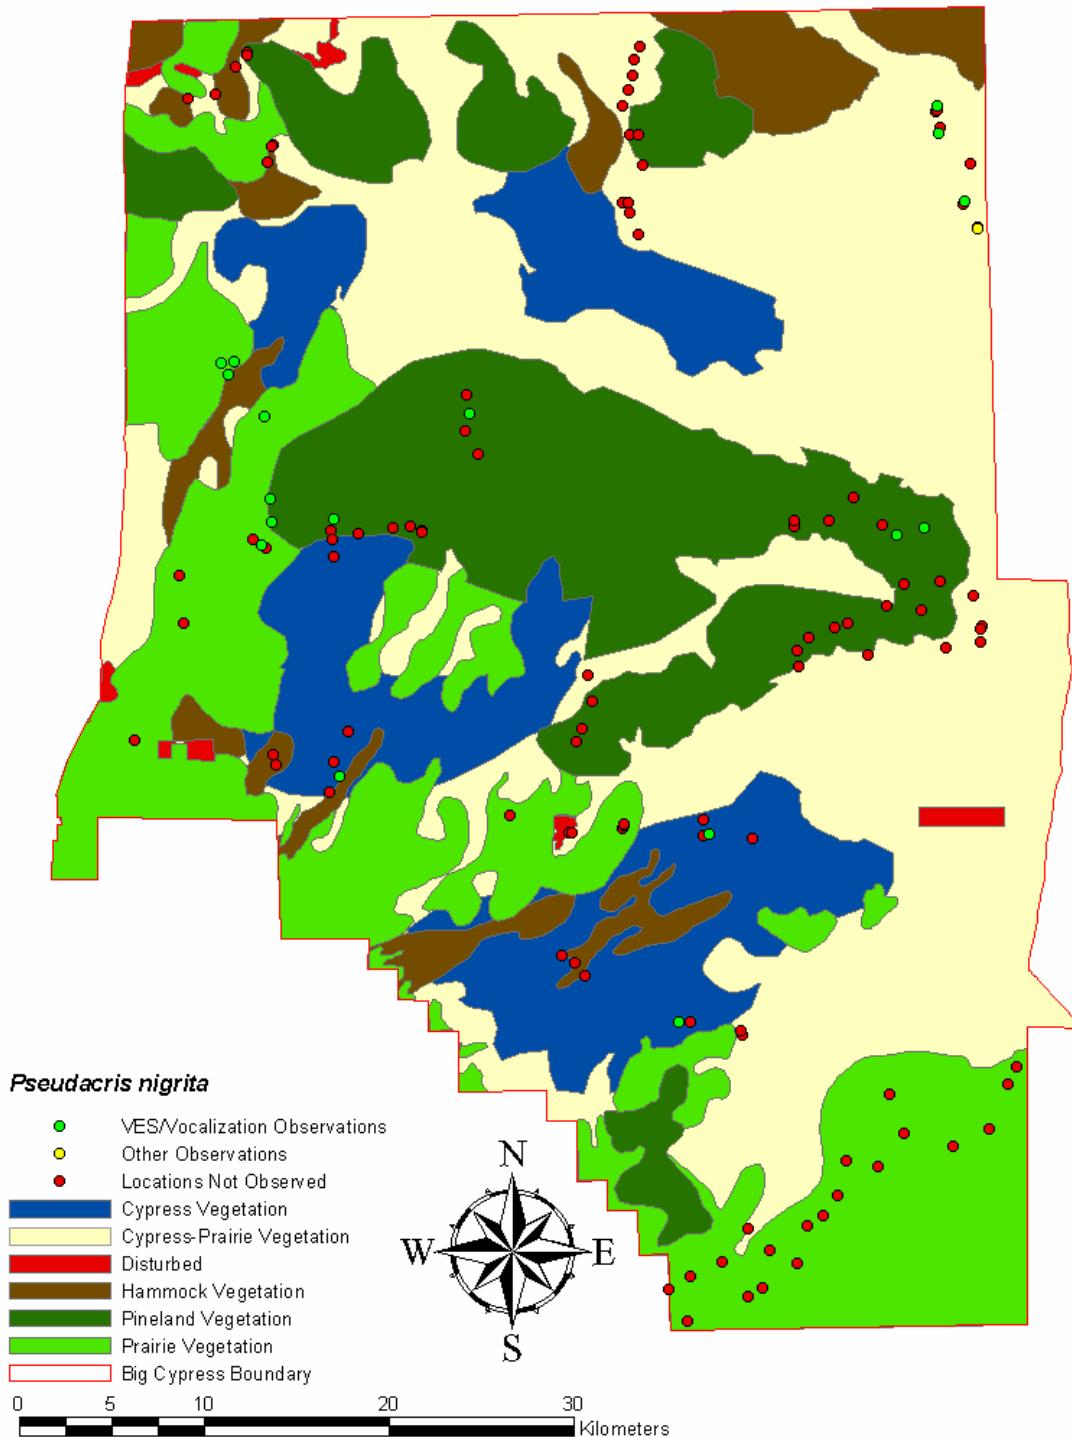 Pseudacris nigrita
VES/Vocalization Observations
Other Observations
Locations Not Observed
Cypress Vegetation
Cypress-Prairie Vegetation
Disturbed
Hammock Vegetation
Pineland Vegetation
Prairie Vegetation
Big Cypress Boundary
N
W E
S
0 5 10 20 30
Kilometers